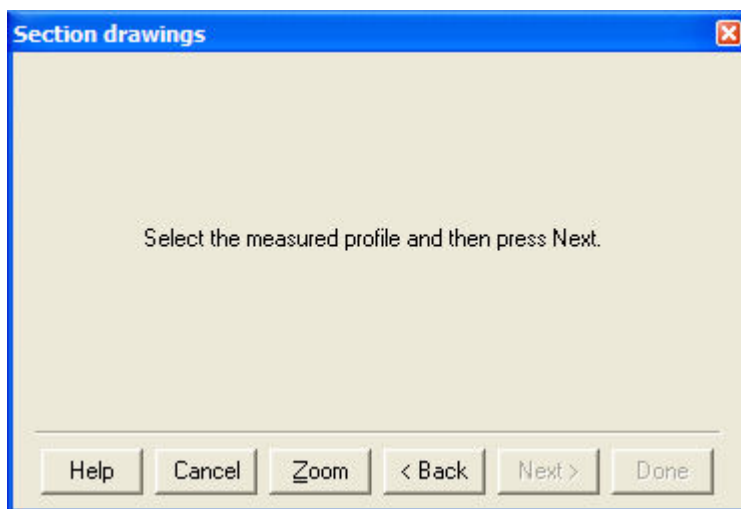 Section drawings
Select the measured profile and then press Next.
Help Cancel Zoom < Back Next > Done